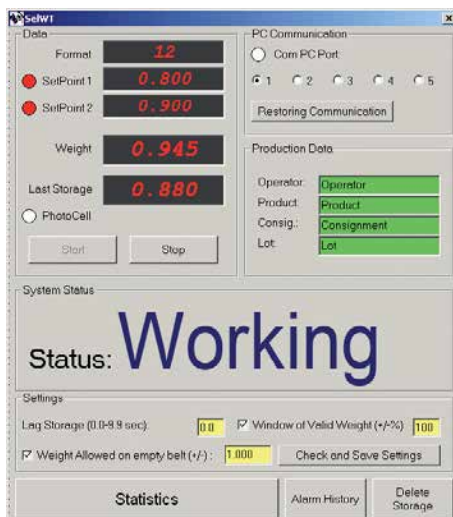 SelWT
Data
Format 12
SetPoint 1 0.800
SetPoint 2 0.900
Weight 0.945
Last Storage 0.880
PhotoCell
Start Stop
PC Communication
Com PC Port:
1 2 3 4 5
Restoring Communication
Production Data
Operator: Operator
Product: Product
Consig.: Consignment
Lot: Lot
System Status
Status: Working
Settings
Lag Storage (0.0-9.9 sec): 0.0 Window of Valid Weight (+/-%) 100
Weight Allowed on empty belt (+/-) : 1.000 Check and Save Settings
Statistics Alarm History Delete Storage